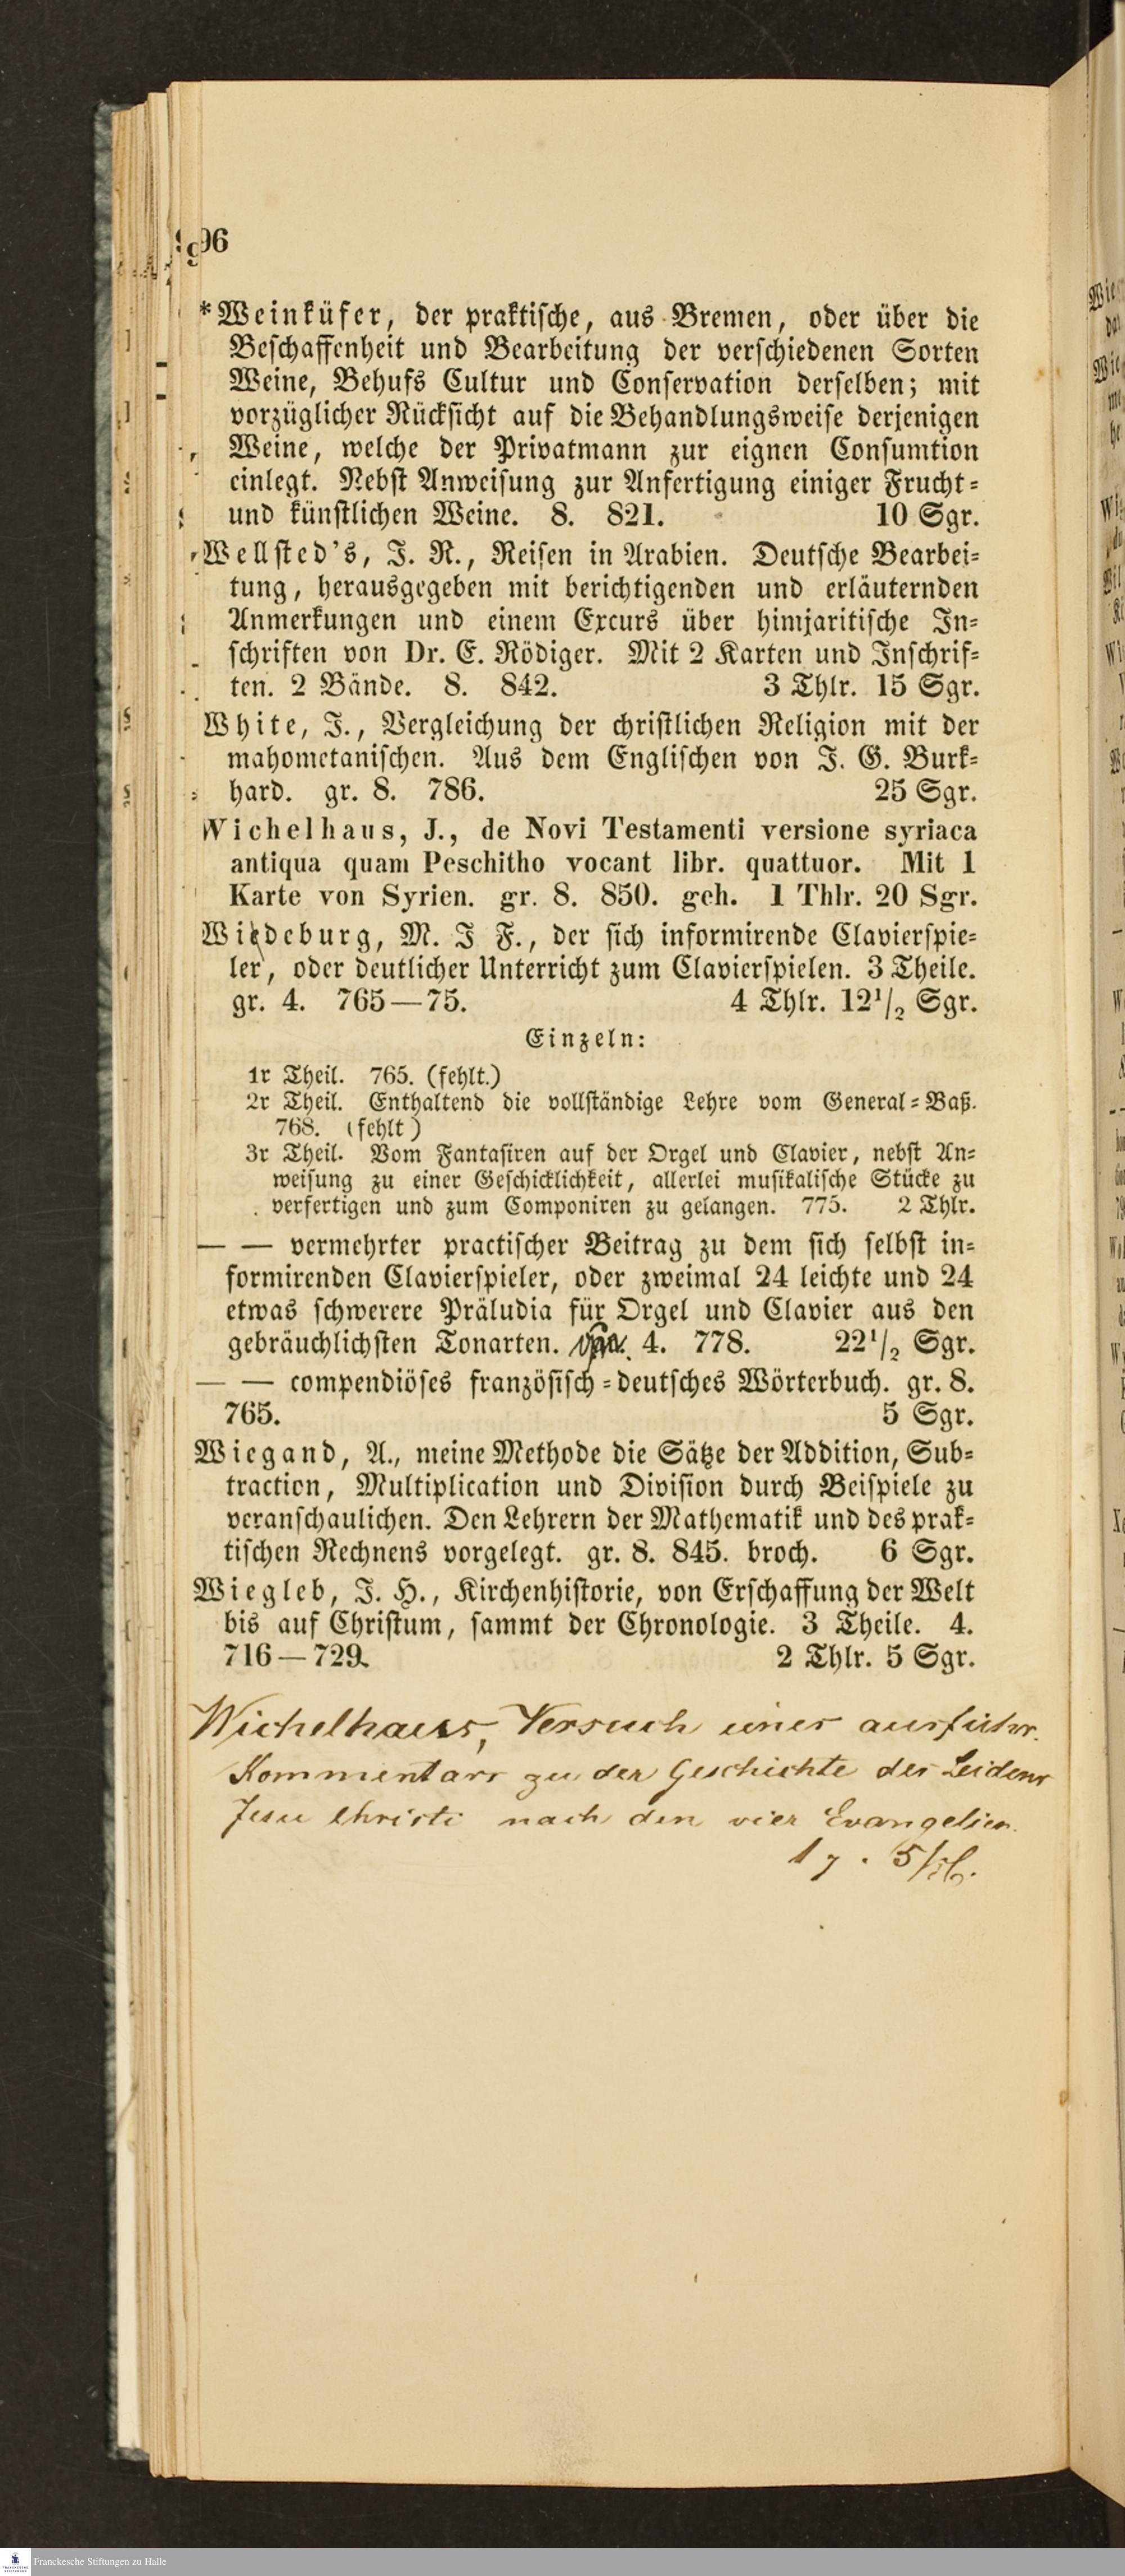 96
*Weinküfer, der praktische, aus Bremen, oder über die
Beschaffenheit und Bearbeitung der verschiedenen Sorten
Weine, Behufs Cultur und Conservation derselben; mit
vorzüglicher Rücksicht auf die Behandlungsweise derjenigen
Weine, welche der Privatmann zur eignen Consumtion
einlegt. Nebst Anweisung zur Anfertigung einiger Frucht-
und künstlichen Weine. 8. 821. 10 Sgr.
Wellsted's, J. R., Reisen in Arabien. Deutsche Bearbei-
tung, herausgegeben mit berichtigenden und erläuternden
Anmerkungen und einem Excurs über himjaritische In-
schriften von Dr. E. Rödiger. Mit 2 Karten und Inschrif-
ten. 2 Bände. 8. 842. 3 Thlr. 15 Sgr.
White, J., Vergleichung der christlichen Religion mit der
mahometanischen. Aus dem Englischen von J. G. Burk-
hard. gr. 8. 786. 25 Sgr.
Wichelhaus, J., de Novi Testamenti versione syriaca
antiqua quam Peschitho vocant libr. quattuor. Mit 1
Karte von Syrien. gr. 8. 850. geh. 1 Thlr. 20 Sgr.
Wiedeburg, M. J F., der sich informirende Clavierspie-
ler, oder deutlicher Unterricht zum Clavierspielen. 3 Theile.
gr. 4. 765—75. 4 Thlr. 12 1/2 Sgr.
Einzeln:
1r Theil. 765. (fehlt.)
2r Theil. Enthaltend die vollständige Lehre vom General-Baß.
768. (fehlt)
3r Theil. Vom Fantasiren auf der Orgel und Clavier, nebst An-
weisung zu einer Geschicklichkeit, allerlei musikalische Stücke zu
verfertigen und zum Componiren zu gelangen. 775. 2 Thlr.
— — vermehrter practischer Beitrag zu dem sich selbst in-
formirenden Clavierspieler, oder zweimal 24 leichte und 24
etwas schwerere Präludia für Orgel und Clavier aus den
gebräuchlichsten Tonarten. 4. 778. 22 1/2 Sgr.
— — compendiöses französisch-deutsches Wörterbuch. gr. 8.
765. 5 Sgr.
Wiegand, A., meine Methode die Sätze der Addition, Sub-
traction, Multiplication und Division durch Beispiele zu
veranschaulichen. Den Lehrern der Mathematik und des prak-
tischen Rechnens vorgelegt. gr. 8. 845. broch. 6 Sgr.
Wiegleb, J. H., Kirchenhistorie, von Erschaffung der Welt
bis auf Christum, sammt der Chronologie. 3 Theile. 4.
716—729. 2 Thlr. 5 Sgr.
Wichelhaus, Versuch eines ausführ.
Kommentars zu der Geschichte des Leidens
Jesu Christi nach den vier Evangelien.
Franckesche Stiftungen zu Halle